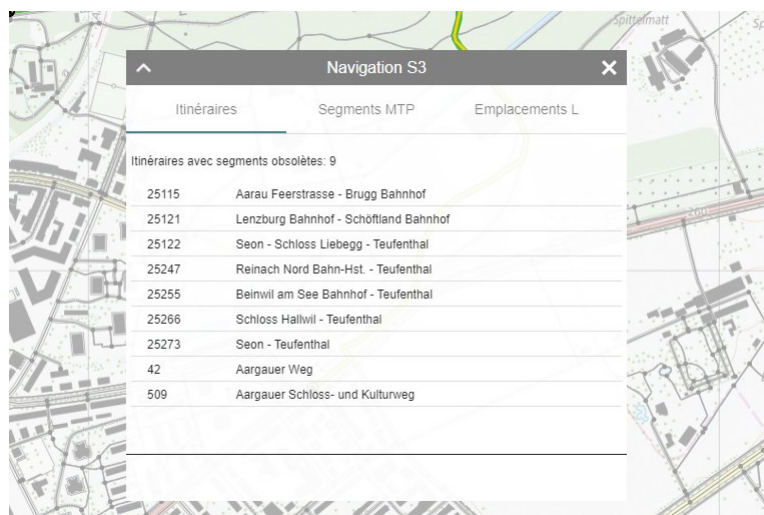 Spittelmatt
Navigation S3
Itinéraires Segments MTP Emplacements L
Itinéraires avec segments obsolètes: 9
25115 Aarau Feerstrasse - Brugg Bahnhof
25121 Lenzburg Bahnhof - Schöftland Bahnhof
25122 Seon - Schloss Liebegg - Teufenthal
25247 Reinach Nord Bahn-Hst. - Teufenthal
25255 Beinwil am See Bahnhof - Teufenthal
25266 Schloss Hallwil - Teufenthal
25273 Seon - Teufenthal
42 Aargauer Weg
509 Aargauer Schloss- und Kulturweg